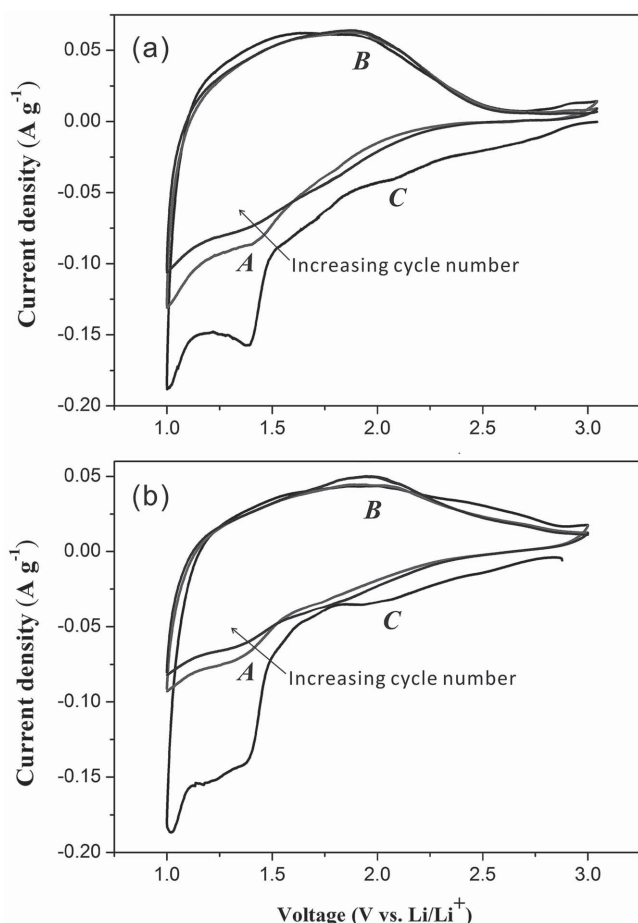 (a)
0.05
0.00
-0.05
-0.10
-0.15
-0.20
Current density (A g⁻¹)
B
C
A
Increasing cycle number
1.0 1.5 2.0 2.5 3.0
(b)
0.05
0.00
-0.05
-0.10
-0.15
-0.20
Current density (A g⁻¹)
B
C
A
Increasing cycle number
1.0 1.5 2.0 2.5 3.0
Voltage (V vs. Li/Li⁺)